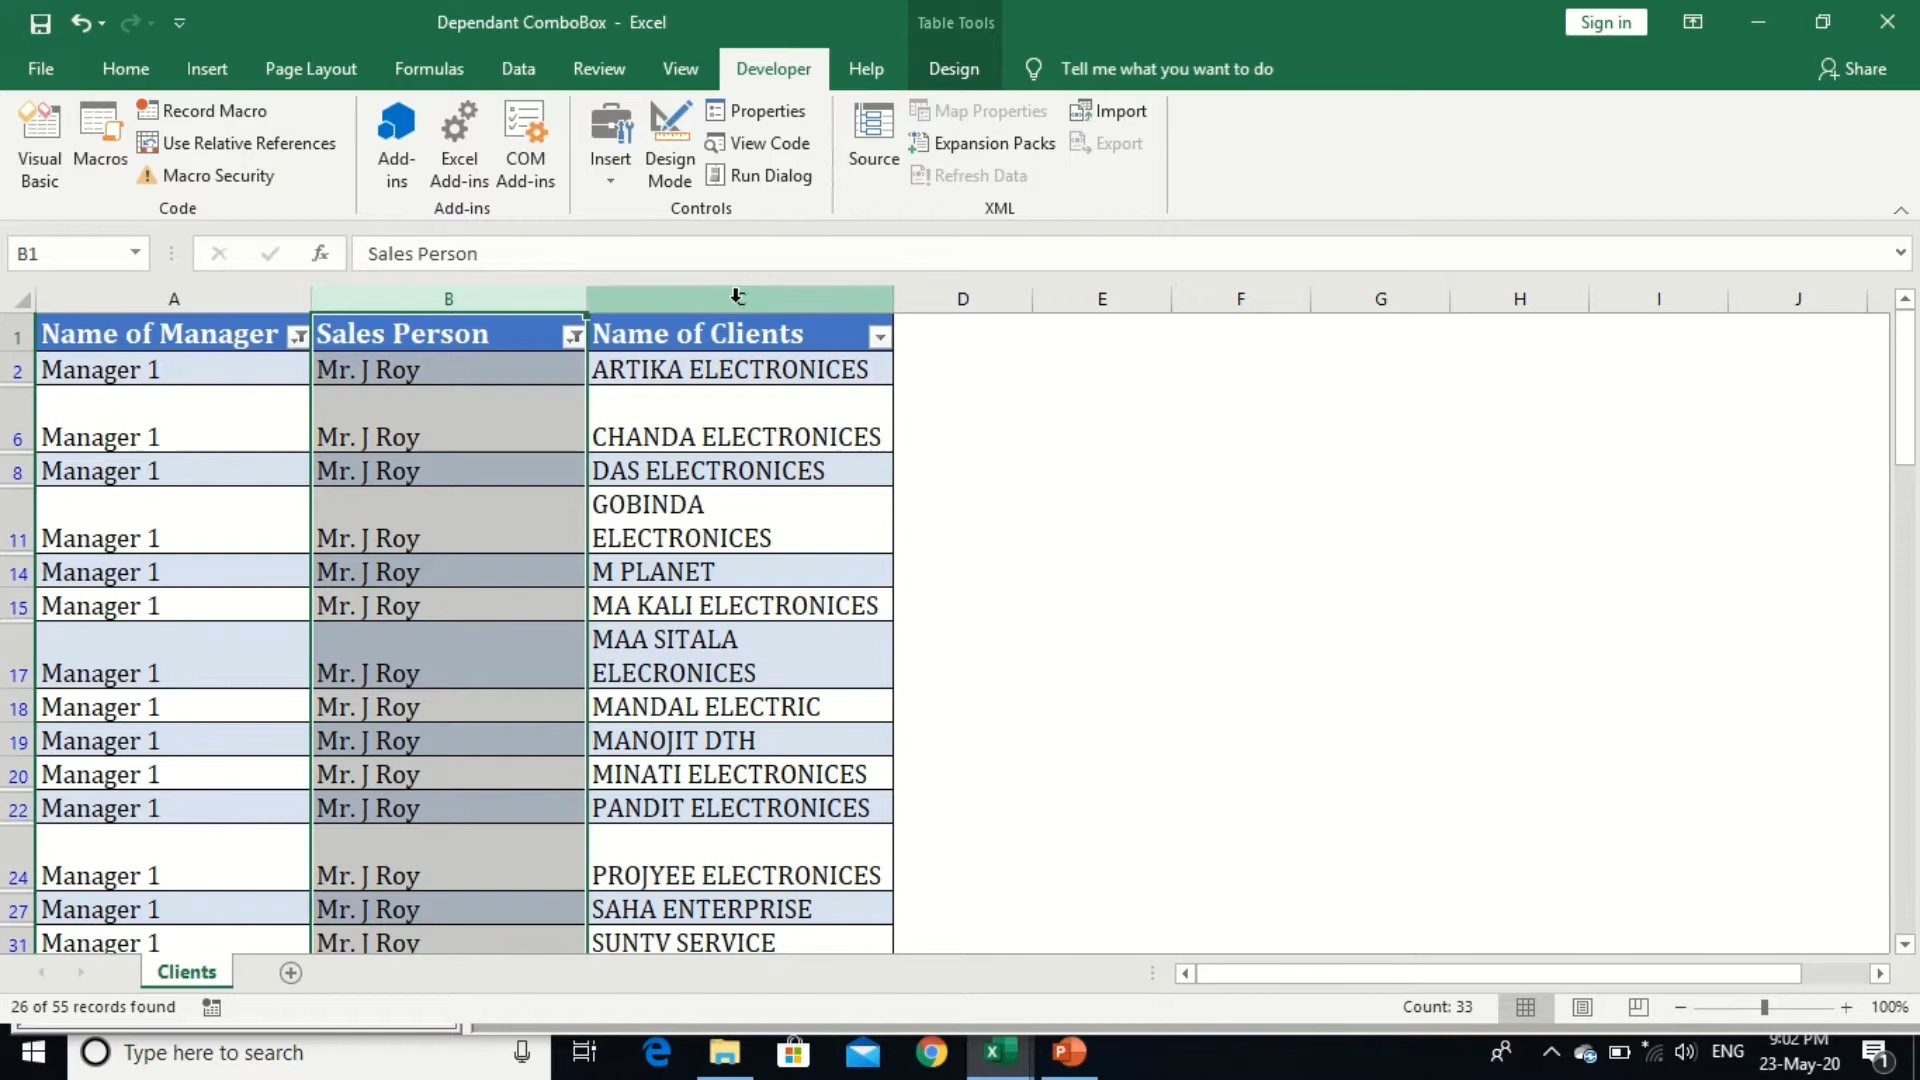 Dependant ComboBox - Excel
Table Tools
Sign in
File
Home
Insert
Page Layout
Formulas
Data
Review
View
Developer
Help
Design
Tell me what you want to do
Share
Visual Basic
Macros
Record Macro
Use Relative References
Macro Security
Code
Add-ins
Excel Add-ins
COM Add-ins
Add-ins
Insert
Design Mode
Properties
View Code
Run Dialog
Controls
Source
Map Properties
Expansion Packs
Refresh Data
Import
Export
XML
B1
fx
Sales Person
A B C D E F G H I J
1 Name of Manager Sales Person Name of Clients
2 Manager 1 Mr. J Roy ARTIKA ELECTRONICES
6 Manager 1 Mr. J Roy CHANDA ELECTRONICES
8 Manager 1 Mr. J Roy DAS ELECTRONICES
GOBINDA
11 Manager 1 Mr. J Roy ELECTRONICES
14 Manager 1 Mr. J Roy M PLANET
15 Manager 1 Mr. J Roy MA KALI ELECTRONICES
MAA SITALA
17 Manager 1 Mr. J Roy ELECRONICES
18 Manager 1 Mr. J Roy MANDAL ELECTRIC
19 Manager 1 Mr. J Roy MANOJIT DTH
20 Manager 1 Mr. J Roy MINATI ELECTRONICES
22 Manager 1 Mr. J Roy PANDIT ELECTRONICES
24 Manager 1 Mr. J Roy PROJYEE ELECTRONICES
27 Manager 1 Mr. J Roy SAHA ENTERPRISE
31 Manager 1 Mr. J Roy SUNTV SERVICE
Clients
26 of 55 records found
Count: 33
100%
Type here to search
ENG
9:02 PM
23-May-20
1